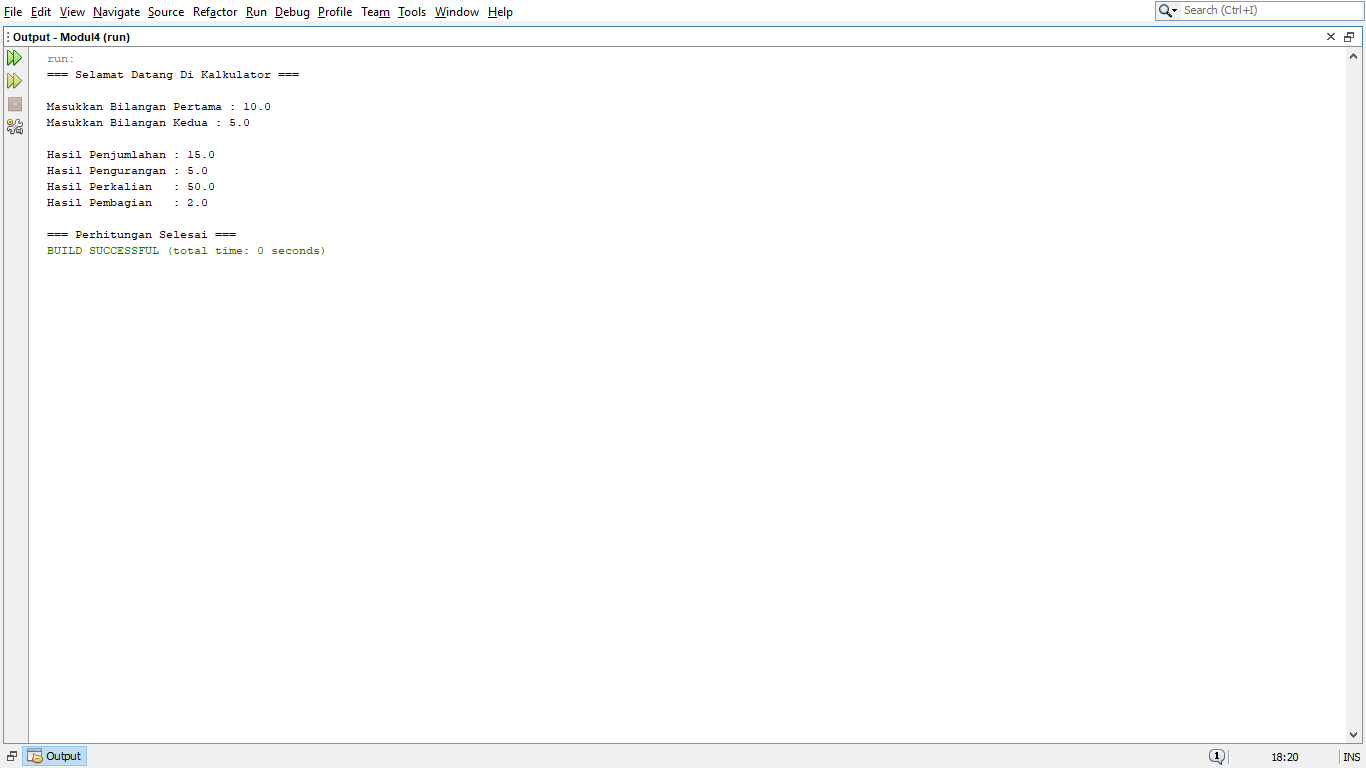 File Edit View Navigate Source Refactor Run Debug Profile Team Tools Window Help
Search (Ctrl+I)
Output - Modul4 (run)
run:
=== Selamat Datang Di Kalkulator ===
Masukkan Bilangan Pertama : 10.0
Masukkan Bilangan Kedua : 5.0
Hasil Penjumlahan : 15.0
Hasil Pengurangan : 5.0
Hasil Perkalian   : 50.0
Hasil Pembagian   : 2.0
=== Perhitungan Selesai ===
BUILD SUCCESSFUL (total time: 0 seconds)
Output
1
18:20
INS